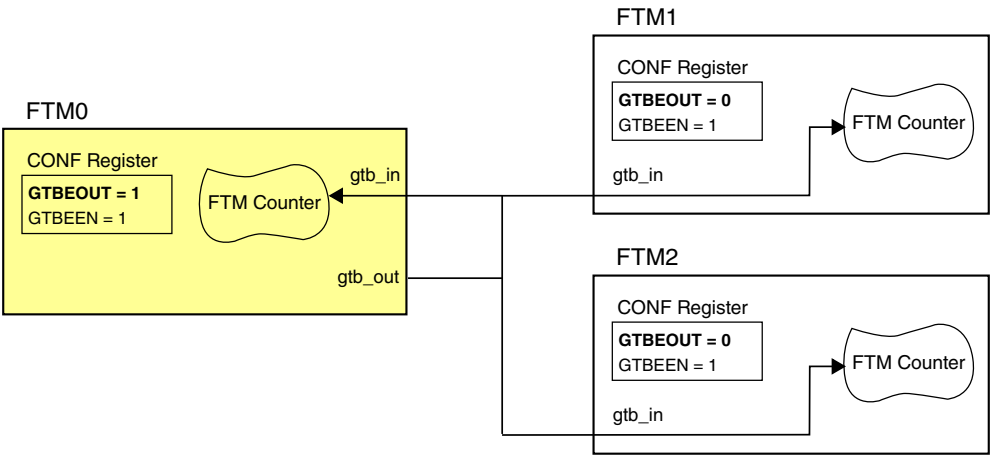 FTM0
CONF Register
GTBEOUT = 1
GTBEEN = 1
FTM Counter
gtb_in
gtb_out
FTM1
CONF Register
GTBEOUT = 0
GTBEEN = 1
FTM Counter
gtb_in
FTM2
CONF Register
GTBEOUT = 0
GTBEEN = 1
FTM Counter
gtb_in